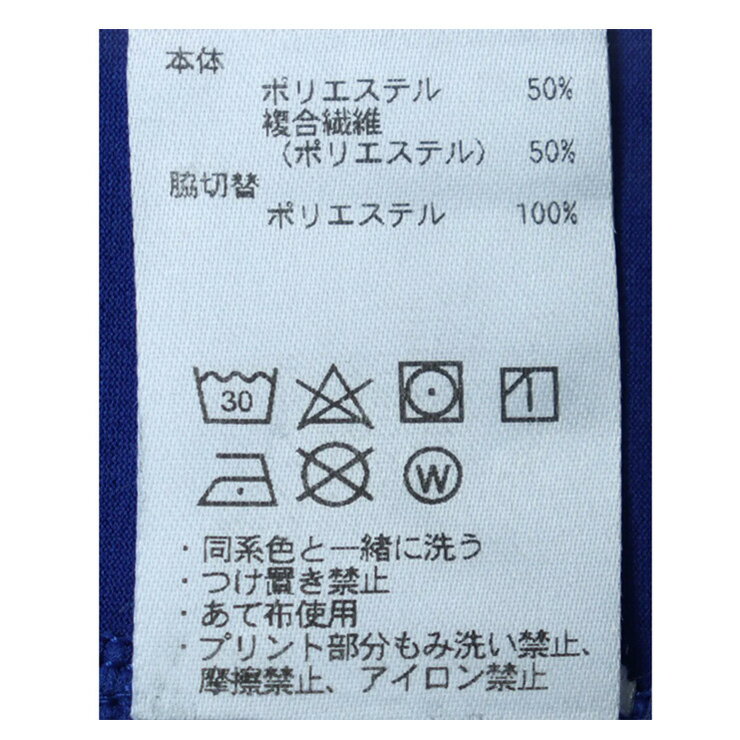 本体
ポリエステル 50%
複合繊維
(ポリエステル) 50%
脇切替
ポリエステル 100%
30
W
・同系色と一緒に洗う
・つけ置き禁止
・あて布使用
・プリント部分もみ洗い禁止、
摩擦禁止、アイロン禁止